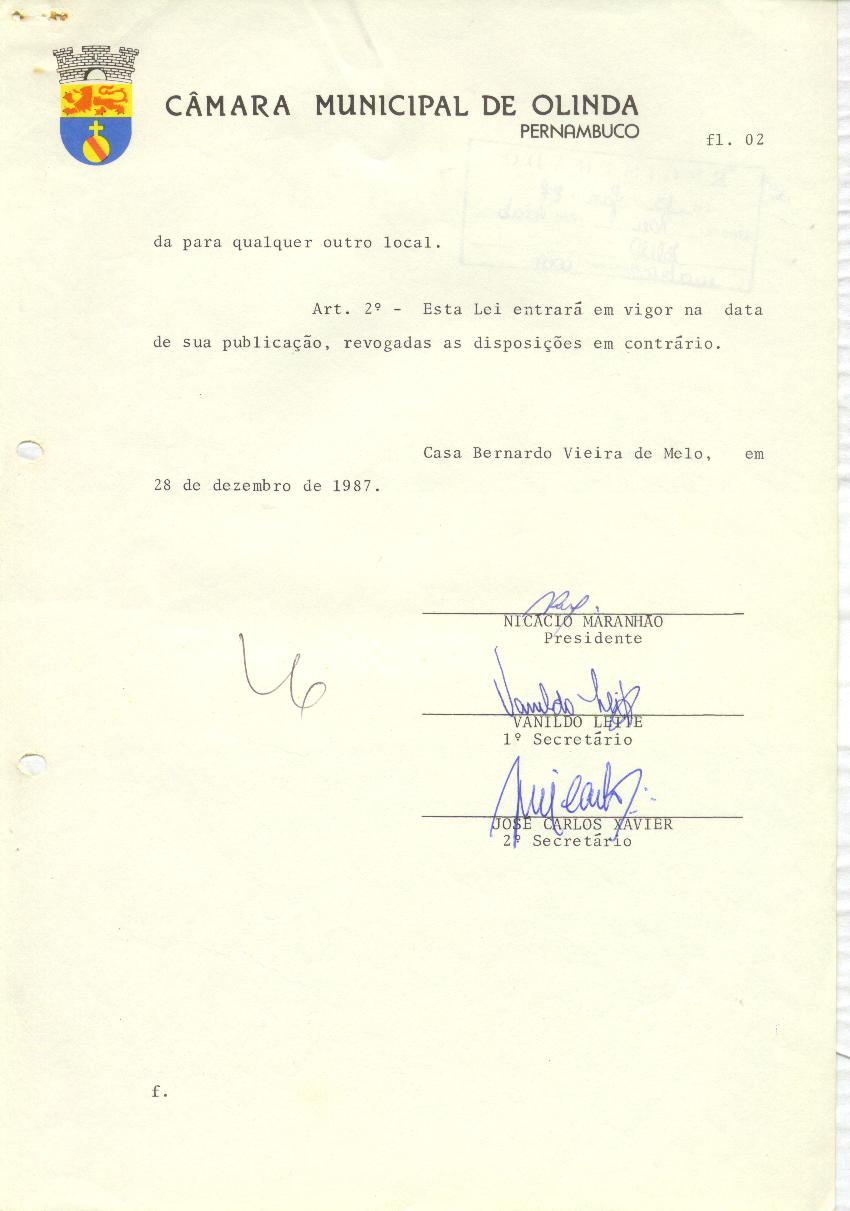 CÂMARA MUNICIPAL DE OLINDA
PERNAMBUCO
fl. 02
da para qualquer outro local.
Art. 2º - Esta Lei entrará em vigor na data
de sua publicação, revogadas as disposições em contrário.
Casa Bernardo Vieira de Melo, em
28 de dezembro de 1987.
NICÁCIO MARANHÃO
Presidente
Vanildo Leite
VANILDO LEITE
1º Secretário
JOSÉ CARLOS XAVIER
2º Secretário
f.